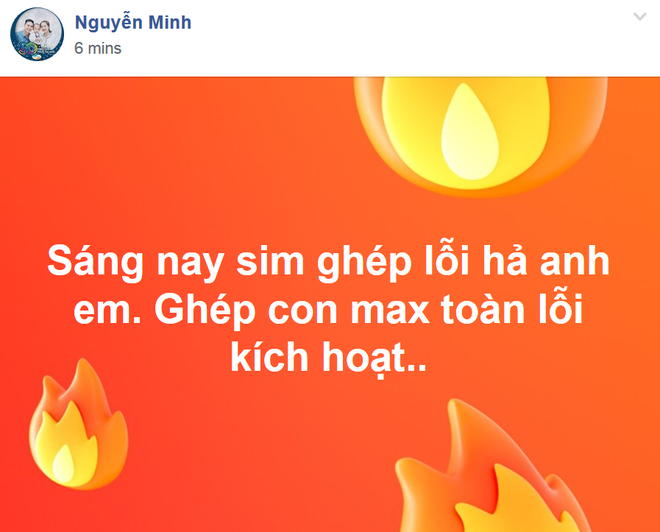 Nguyễn Minh
6 mins
Sáng nay sim ghép lỗi hả anh
em. Ghép con max toàn lỗi
kích hoạt..